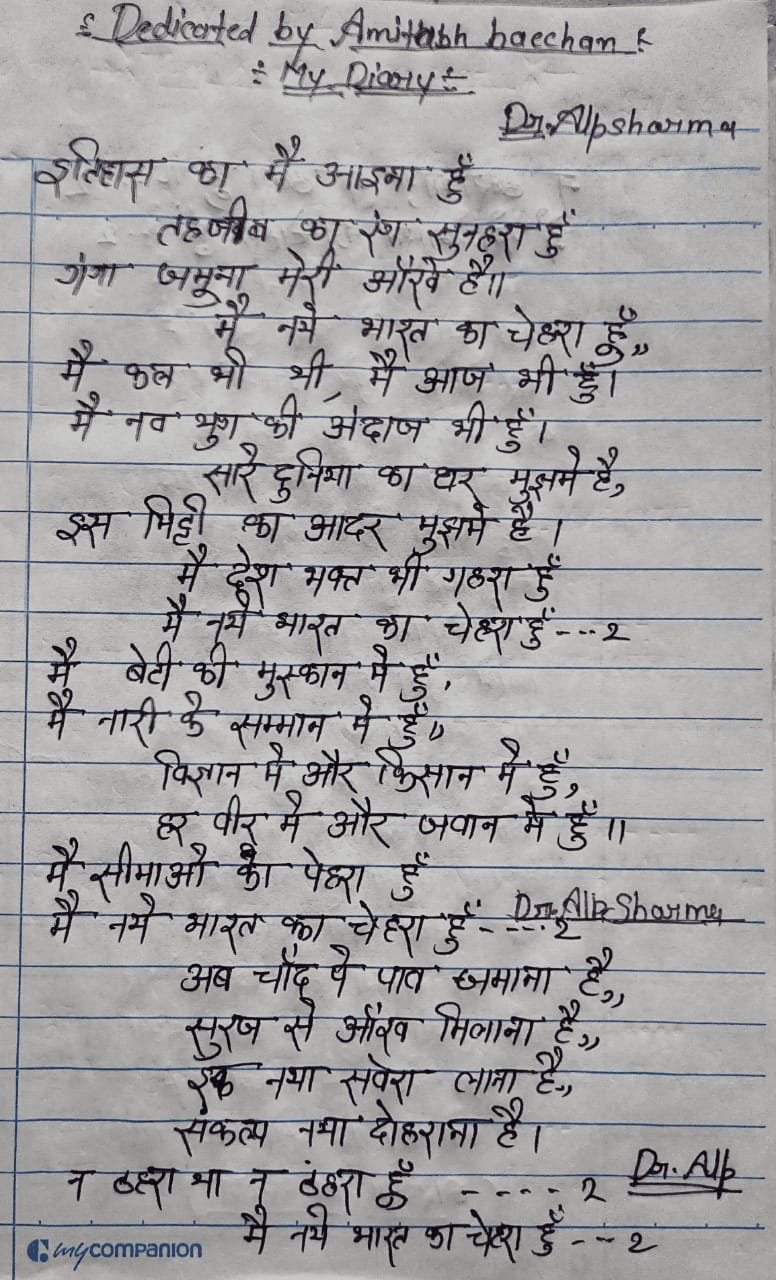 Dedicated by Amitabh bacchan
My Diary
Dr. Alpsharma
इतिहास का मै आइना हुँ
तहजीब का रंग सुनहरा हुँ
गंगा जमूना मेरी आँखे है॥
मै नये भारत का चेहरा हुँ,,
मै कल भी थी, मै आज भी हुँ।
मै नव युग की अंदाज भी हुँ।
सारे दुनिया का घर मुझमे है,
इस मिट्टी का आदर मुझमे है।
मै देश भक्त भी गहरा हुँ
मै नये भारत का चेहरा हुँ---2
मै बेटी की मुस्कान मे हुँ,
मै नारी के सम्मान मे हुँ,,
विज्ञान मे और किसान मे हुँ,
हर वीर मे और जवान मे हुँ॥
मै सीमाओ का पेहरा हुँ
मै नये भारत का चेहरा हुँ-----2 Dr. Alp Sharma
अब चाँद पे पाव जमाना है,,
सुरज से आँख मिलाना है,,
इक नया सवेरा लाना है,,
संकल्प नया दोहराना है।
न ठहरा था न ठहरा हुँ -----2 Dr. Alp
मै नये भारत का चेहरा हुँ---2
mycompanion